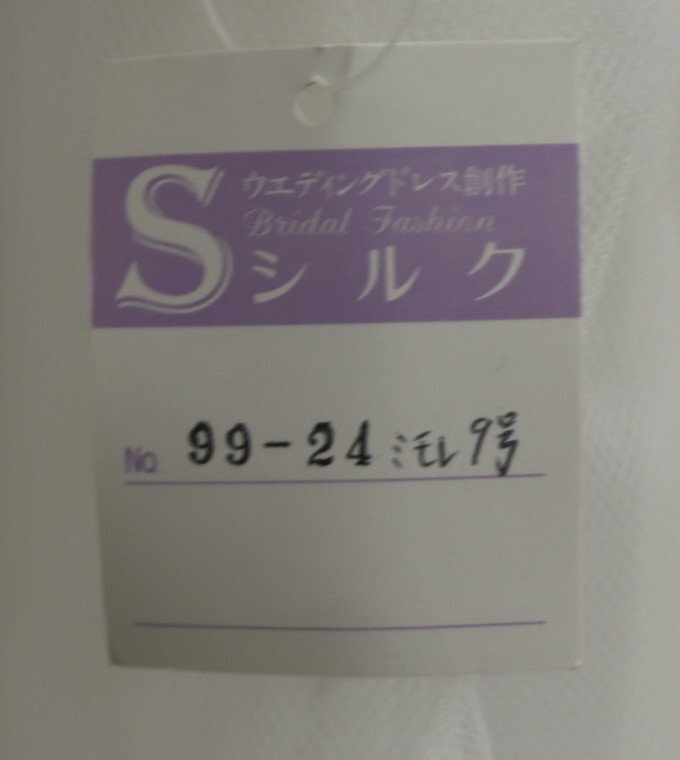 S
ウエディングドレス創作
Bridal Fashion
シルク
No. 99-24 ミモレ 9号